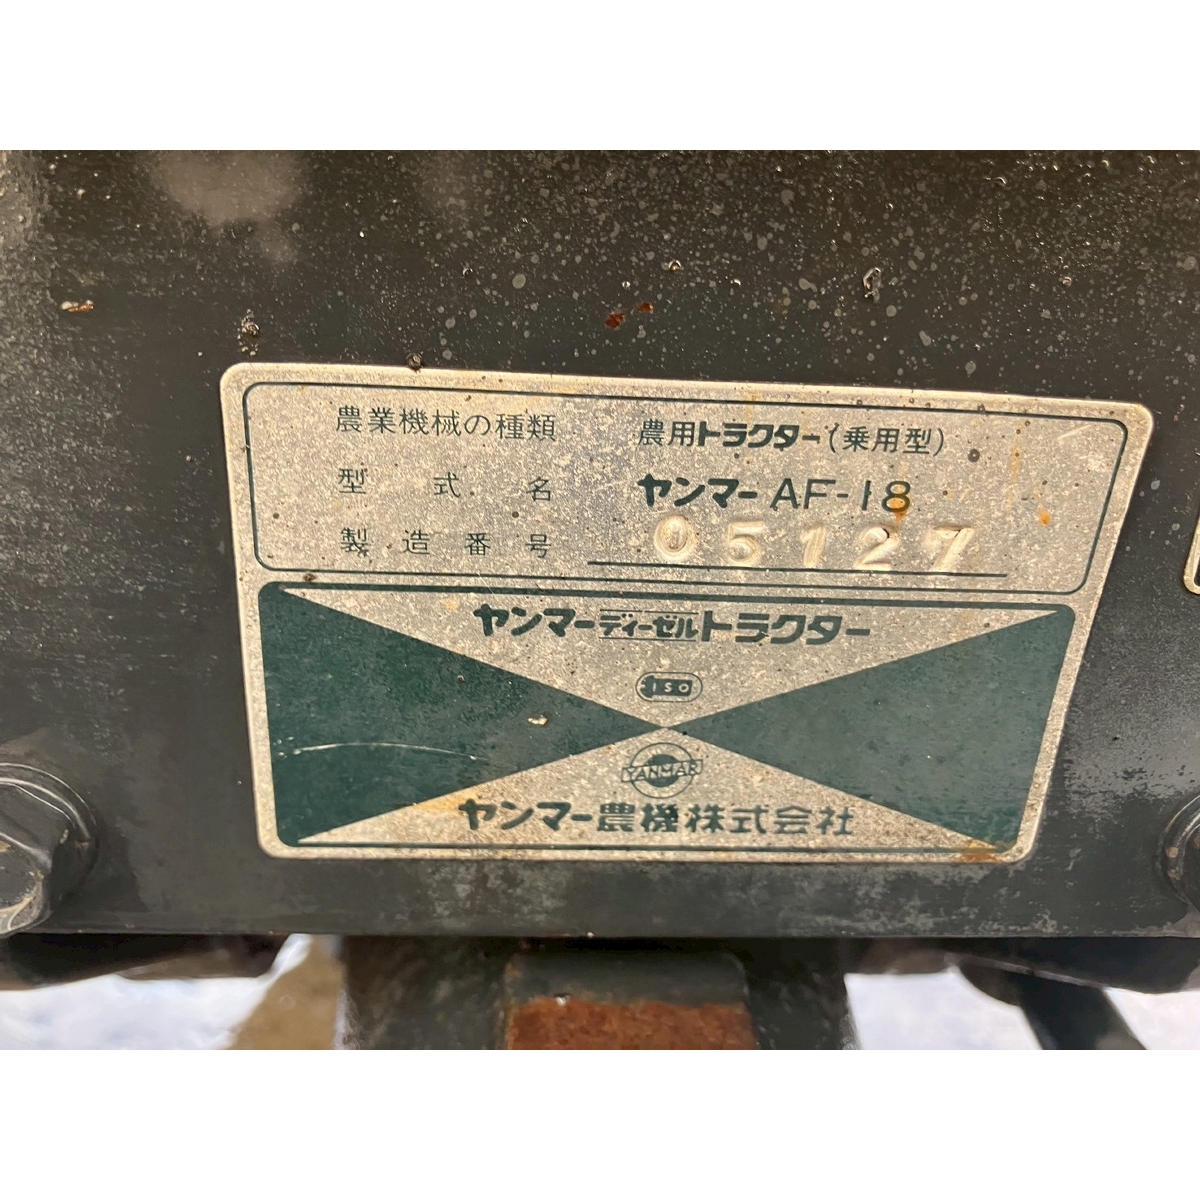 農業機械の種類 農用トラクター(乗用型)
型式名 ヤンマーAF-18
製造番号 05127
ヤンマーディーゼルトラクター
ISO
YANMAR
ヤンマー農機株式会社